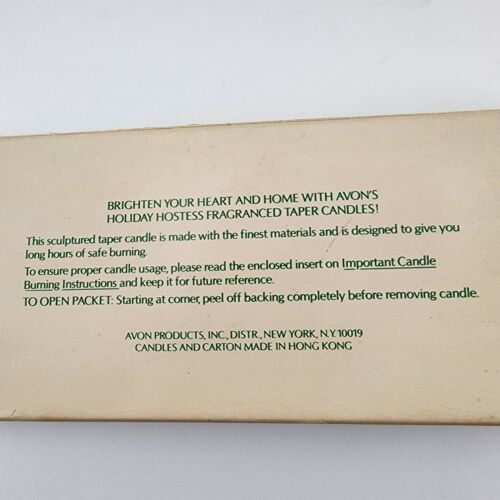 BRIGHTEN YOUR HEART AND HOME WITH AVON'S
HOLIDAY HOSTESS FRAGRANCED TAPER CANDLES!
This sculptured taper candle is made with the finest materials and is designed to give you
long hours of safe burning.
To ensure proper candle usage, please read the enclosed insert on Important Candle
Burning Instructions and keep it for future reference.
TO OPEN PACKET: Starting at corner, peel off backing completely before removing candle.
AVON PRODUCTS, INC., DISTR., NEW YORK, N.Y. 10019
CANDLES AND CARTON MADE IN HONG KONG